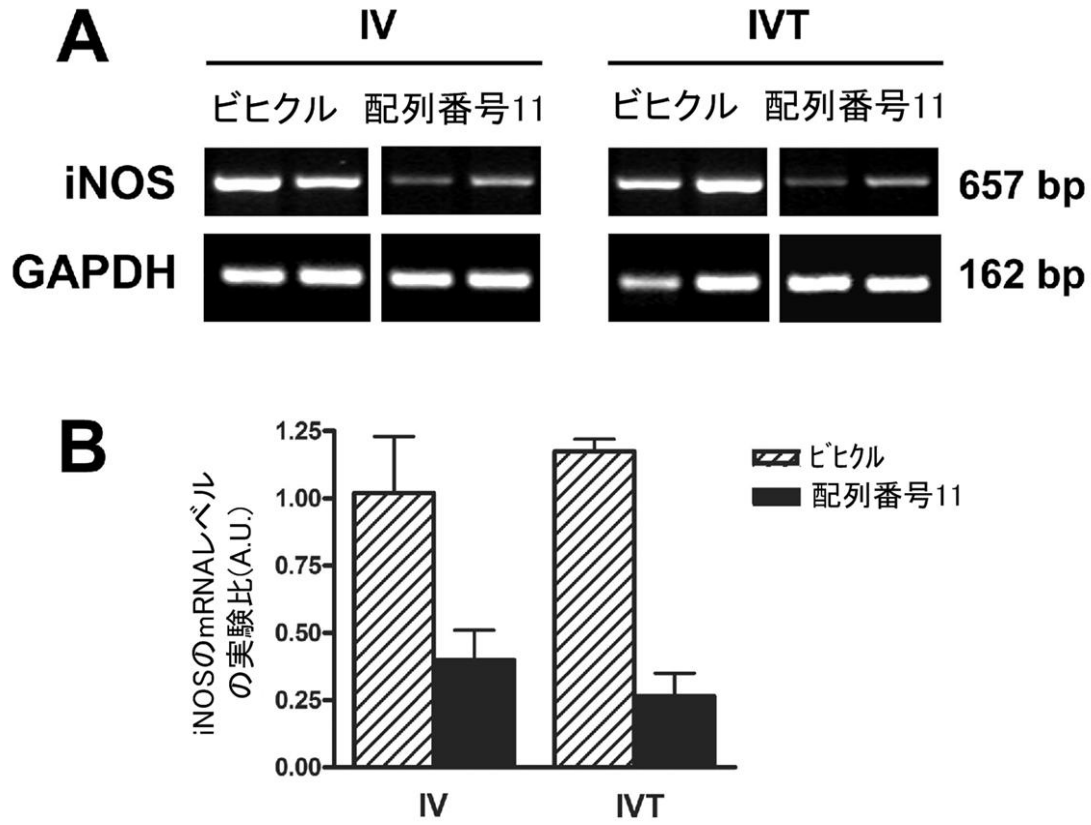 A
IV
IVT
ビヒクル 配列番号11
ビヒクル 配列番号11
iNOS
657 bp
GAPDH
162 bp
B
iNOSのmRNAレベル
の実験比(A.U.)
1.25
1.00
0.75
0.50
0.25
0.00
IV
IVT
ビヒクル
配列番号11